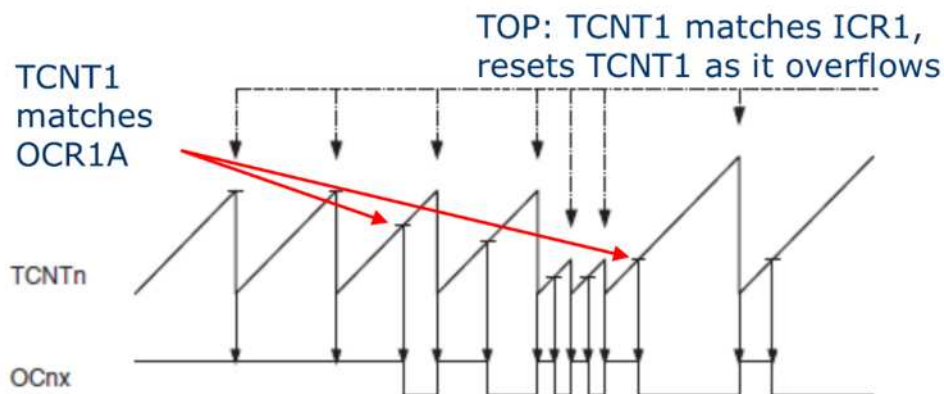 TOP: TCNT1 matches ICR1,
resets TCNT1 as it overflows
TCNT1
matches
OCR1A
TCNTn
OCnx